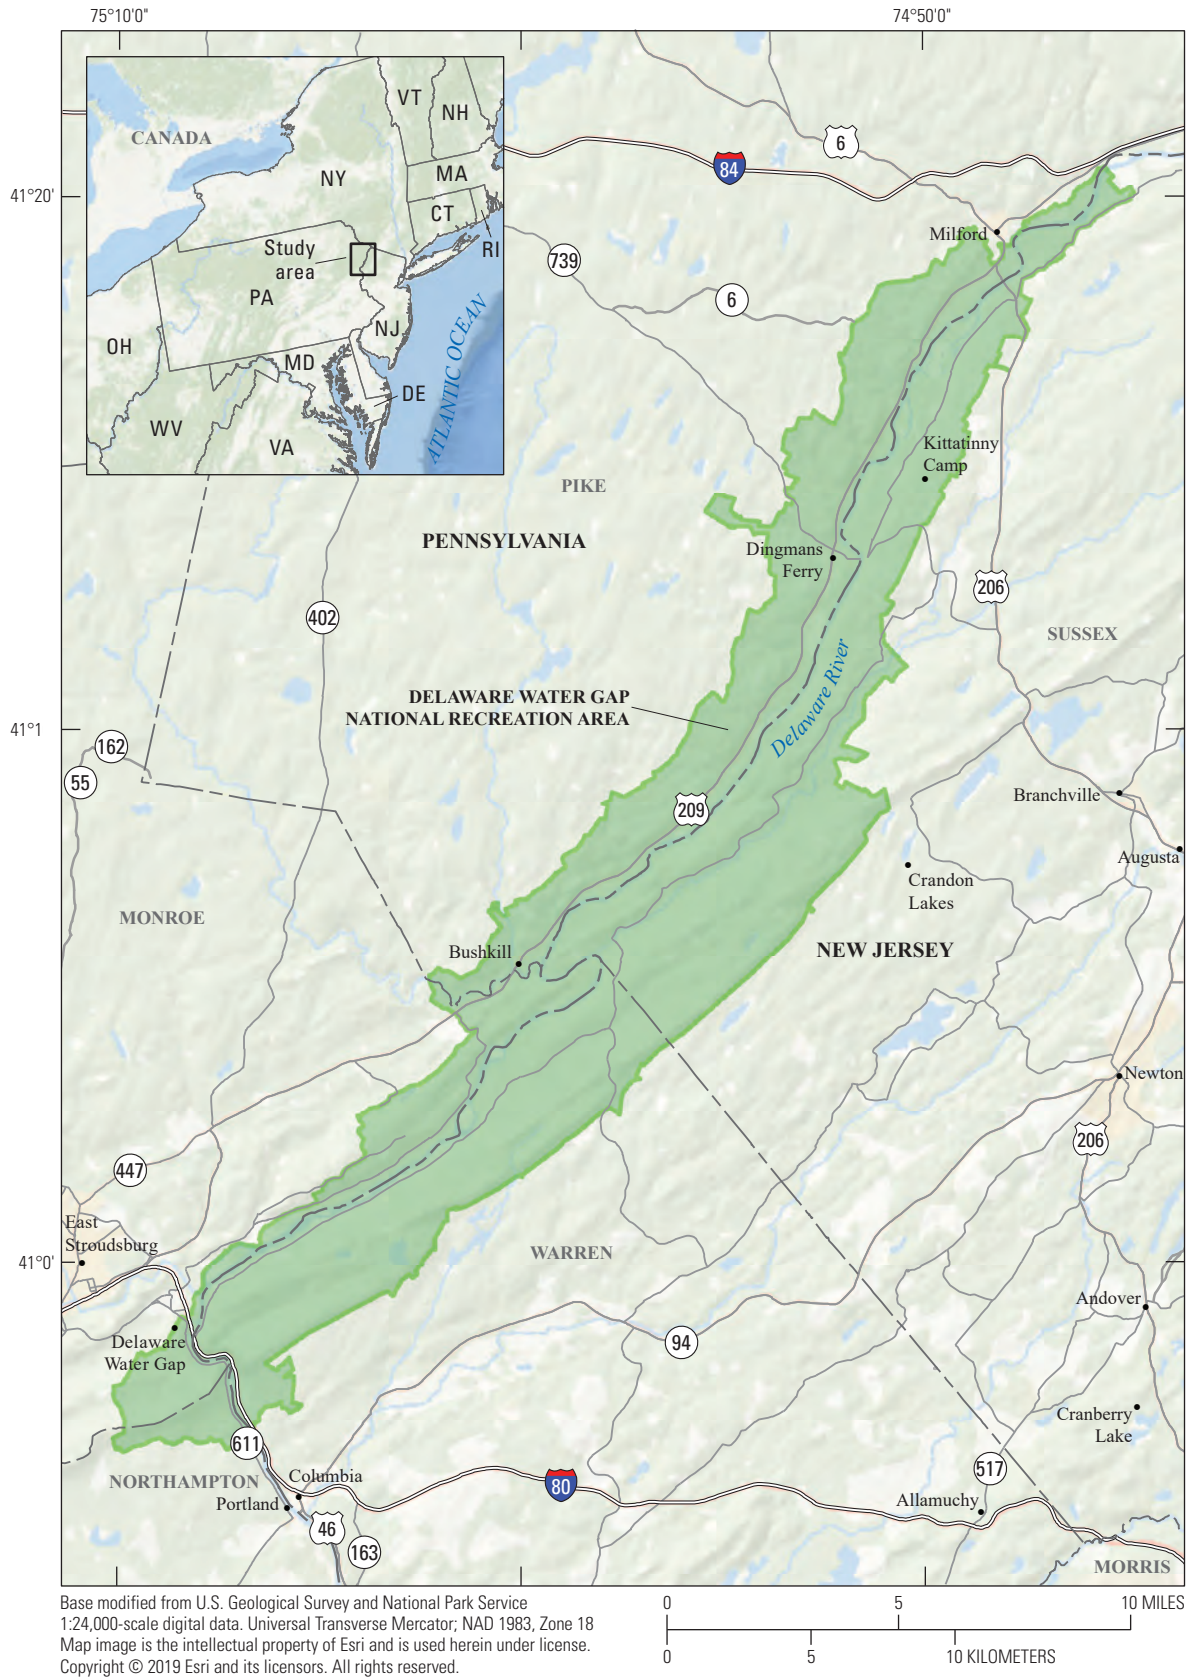 75°10'0"
74°50'0"
41°20'
41°1
41°0'
CANADA
VT
NH
NY
MA
CT
RI
Study
area
PA
NJ
OH
MD
DE
WV
VA
ATLANTIC OCEAN
6
84
Milford
739
6
Kittatinny
Camp
PIKE
PENNSYLVANIA
Dingmans
Ferry
206
402
SUSSEX
Delaware River
DELAWARE WATER GAP
NATIONAL RECREATION AREA
162
55
209
Branchville
Augusta
Crandon
Lakes
MONROE
Bushkill
NEW JERSEY
Newton
206
447
East
Stroudsburg
WARREN
Andover
Delaware
Water Gap
94
Cranberry
Lake
611
NORTHAMPTON
Columbia
Portland
80
517
Allamuchy
46
163
MORRIS
Base modified from U.S. Geological Survey and National Park Service
1:24,000-scale digital data. Universal Transverse Mercator; NAD 1983, Zone 18
Map image is the intellectual property of Esri and is used herein under license.
Copyright © 2019 Esri and its licensors. All rights reserved.
0 5 10 MILES
0 5 10 KILOMETERS